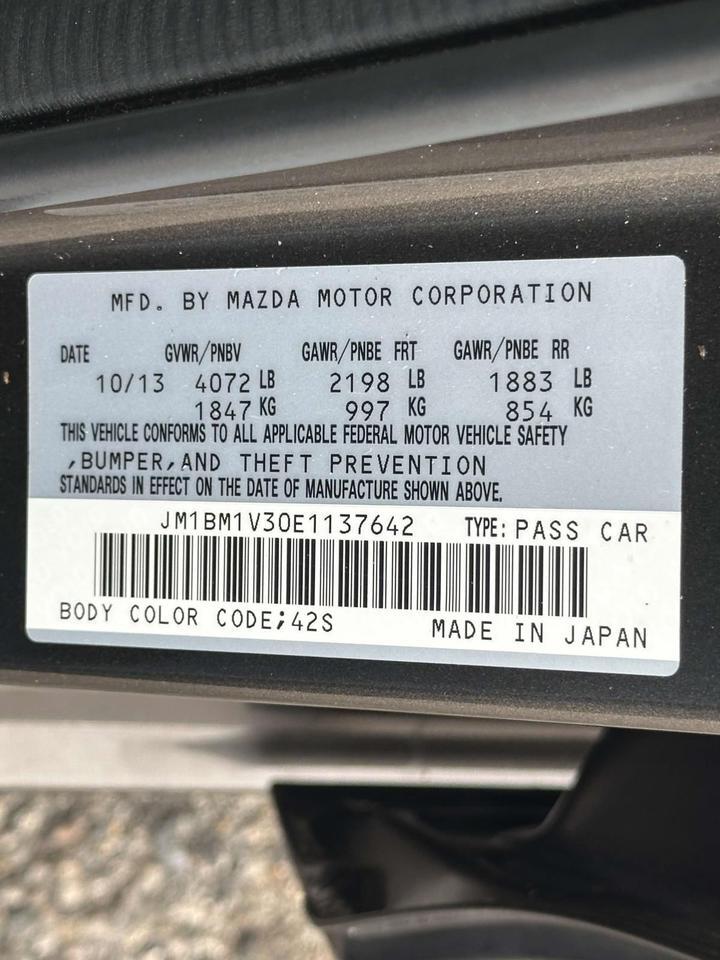 MFD. BY MAZDA MOTOR CORPORATION
DATE GVWR/PNBV GAWR/PNBE FRT GAWR/PNBE RR
10/13 4072 LB 2198 LB 1883 LB
1847 KG 997 KG 854 KG
THIS VEHICLE CONFORMS TO ALL APPLICABLE FEDERAL MOTOR VEHICLE SAFETY
,BUMPER,AND THEFT PREVENTION
STANDARDS IN EFFECT ON THE DATE OF MANUFACTURE SHOWN ABOVE.
JM1BM1V30E1137642 TYPE: PASS CAR
BODY COLOR CODE;42S MADE IN JAPAN